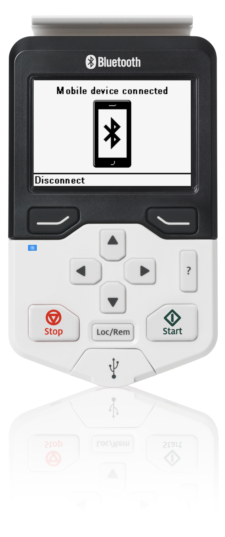 Bluetooth
Mobile device connected
Disconnect
?
Stop
Loc/Rem
Start